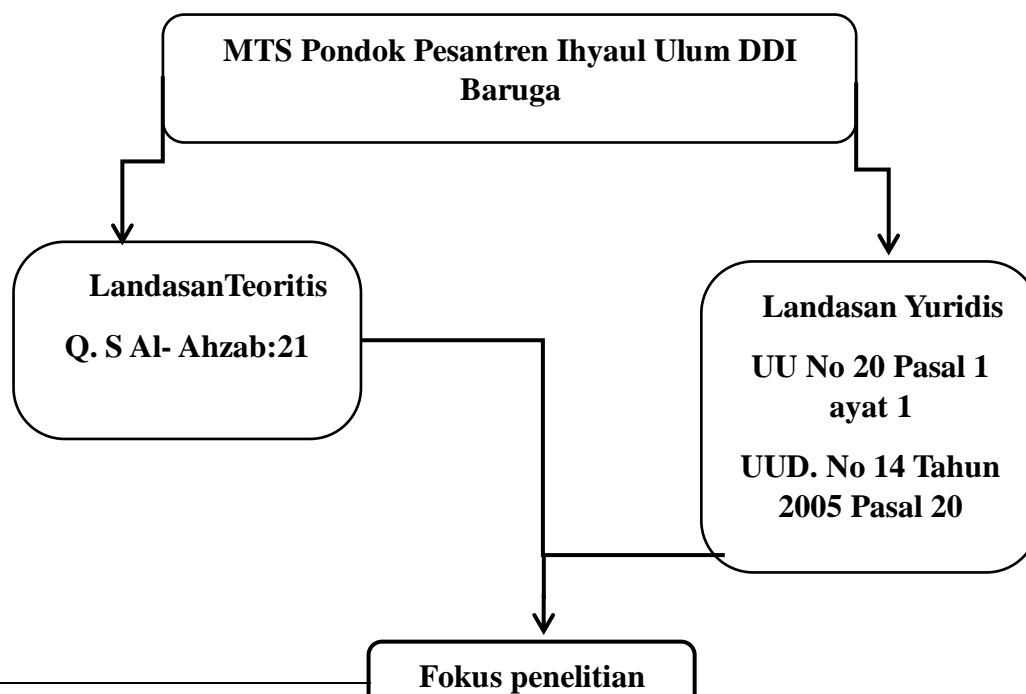 MTS Pondok Pesantren Ihyaul Ulum DDI
Baruga
LandasanTeoritis
Q. S Al- Ahzab:21
Landasan Yuridis
UU No 20 Pasal 1
ayat 1
UUD. No 14 Tahun
2005 Pasal 20
Fokus penelitian